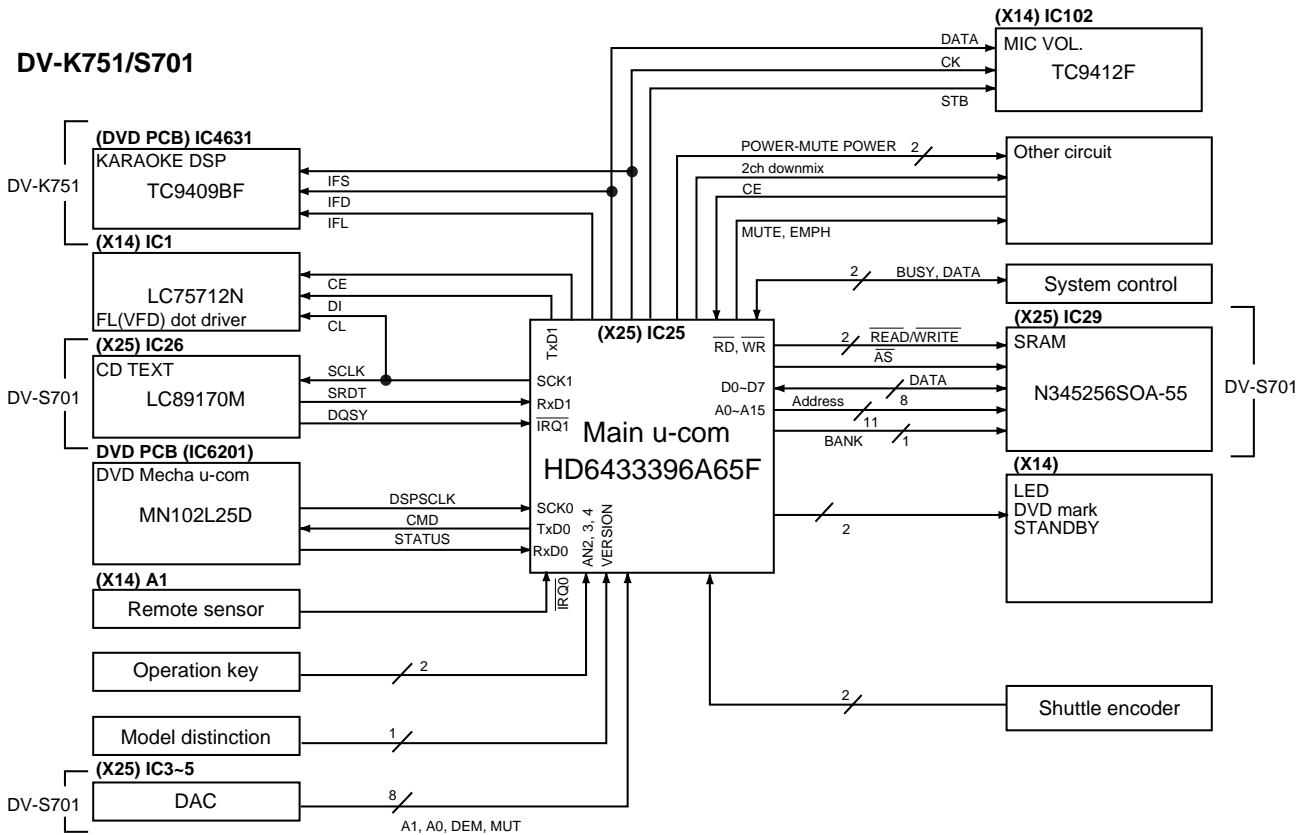 DV-K751/S701
(X14) IC102
MIC VOL.
TC9412F
DATA
CK
STB
DV-K751
(DVD PCB) IC4631
KARAOKE DSP
TC9409BF
IFS
IFD
IFL
POWER-MUTE POWER
2
2ch downmix
CE
MUTE, EMPH
Other circuit
(X14) IC1
LC75712N
FL(VFD) dot driver
CE
DI
CL
2
BUSY, DATA
System control
DV-S701
(X25) IC26
CD TEXT
LC89170M
SCLK
SRDT
DQSY
(X25) IC25
TxD1
SCK1
RxD1
IRQ1
RD, WR
D0~D7
A0~A15
Main u-com
HD6433396A65F
SCK0
TxD0
RxD0
IRQ0
AN2, 3, 4
VERSION
2
READ/WRITE
AS
DATA
8
Address
11
BANK
1
(X25) IC29
SRAM
N345256SOA-55
DV-S701
DVD PCB (IC6201)
DVD Mecha u-com
MN102L25D
DSPSCLK
CMD
STATUS
2
(X14)
LED
DVD mark
STANDBY
(X14) A1
Remote sensor
Operation key
2
2
Shuttle encoder
Model distinction
1
DV-S701
(X25) IC3~5
DAC
8
A1, A0, DEM, MUT